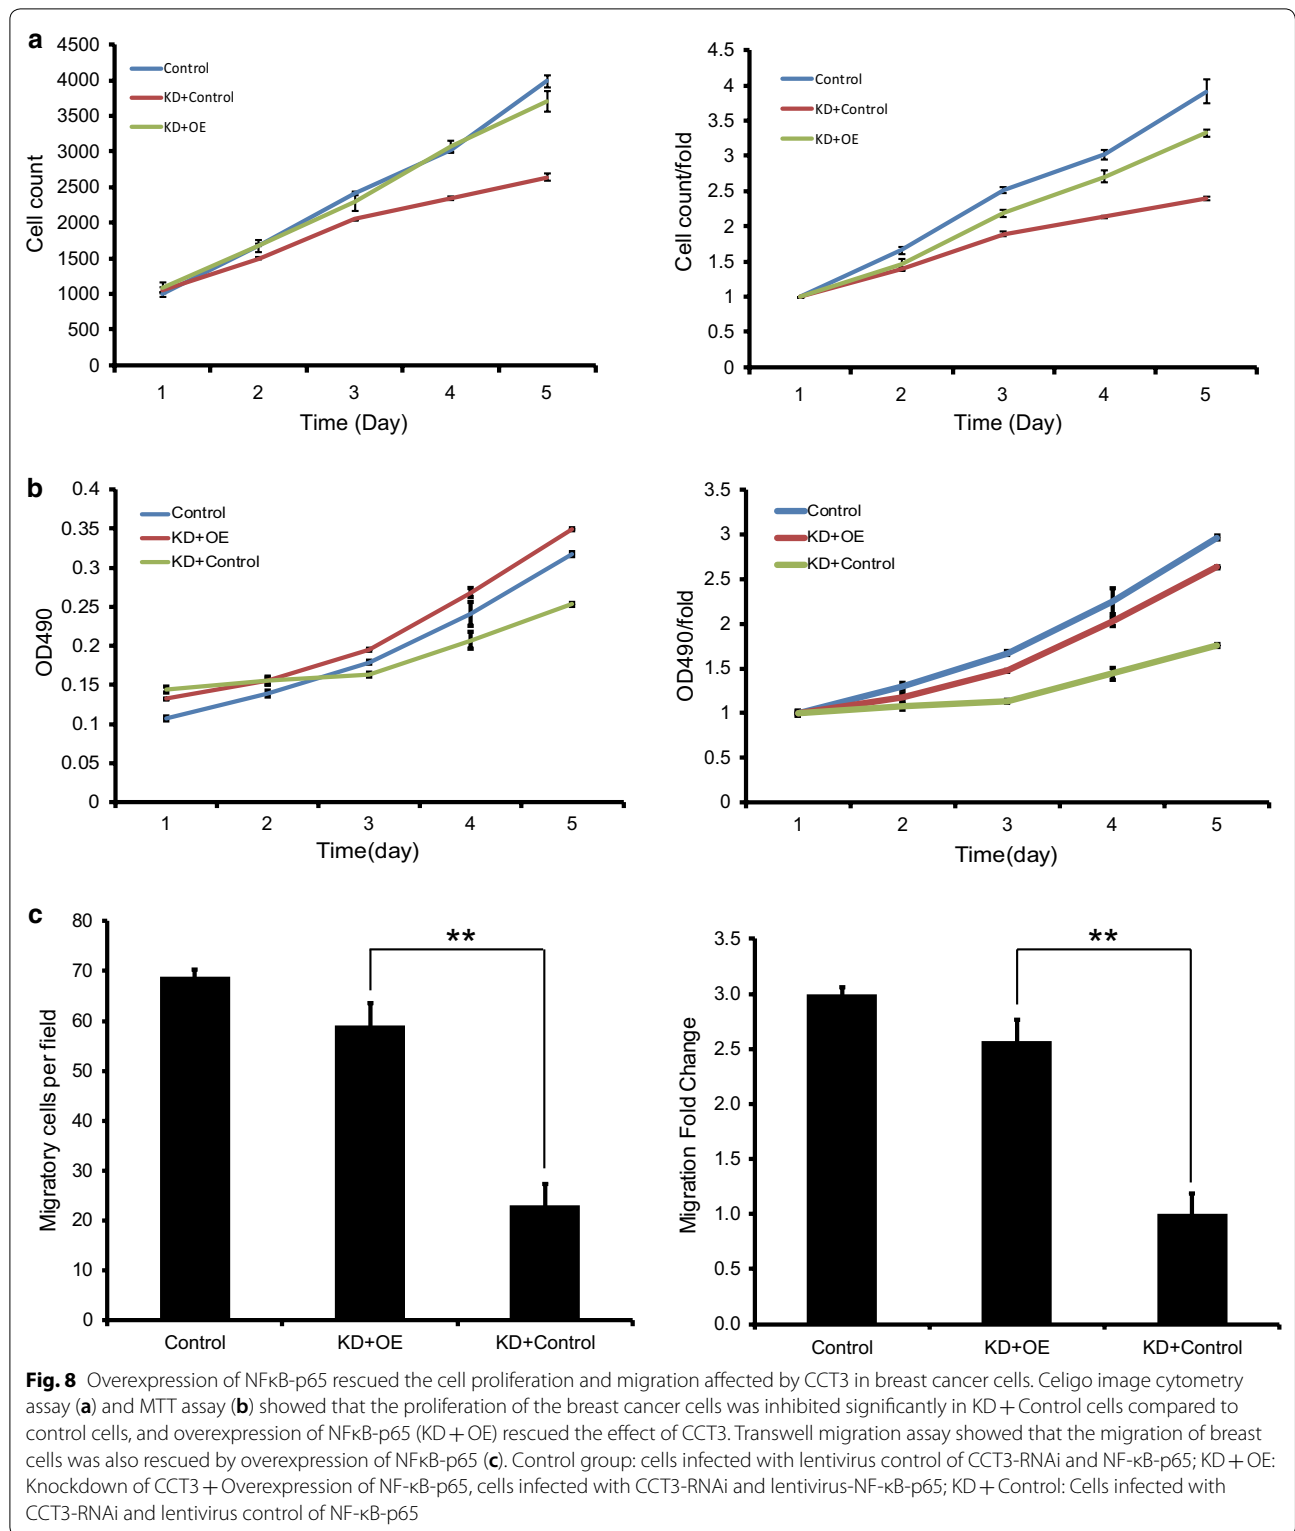 a
4500
4000
3500
3000
2500
2000
1500
1000
500
0
Cell count
Control
KD+Control
KD+OE
1 2 3 4 5
Time (Day)
4.5
4
3.5
3
2.5
2
1.5
1
0.5
0
Cell count/fold
Control
KD+Control
KD+OE
1 2 3 4 5
Time (Day)
b
0.4
0.35
0.3
0.25
0.2
0.15
0.1
0.05
0
OD490
Control
KD+OE
KD+Control
1 2 3 4 5
Time(day)
3.5
3
2.5
2
1.5
1
0.5
0
OD490/fold
Control
KD+OE
KD+Control
1 2 3 4 5
Time(day)
c
80
70
60
50
40
30
20
10
0
Migratory cells per field
**
Control KD+OE KD+Control
3.5
3.0
2.5
2.0
1.5
1.0
0.5
0.0
Migration Fold Change
**
Control KD+OE KD+Control
Fig. 8 Overexpression of NFκB-p65 rescued the cell proliferation and migration affected by CCT3 in breast cancer cells. Celigo image cytometry
assay (a) and MTT assay (b) showed that the proliferation of the breast cancer cells was inhibited significantly in KD + Control cells compared to
control cells, and overexpression of NFκB-p65 (KD + OE) rescued the effect of CCT3. Transwell migration assay showed that the migration of breast
cells was also rescued by overexpression of NFκB-p65 (c). Control group: cells infected with lentivirus control of CCT3-RNAi and NF-κB-p65; KD + OE:
Knockdown of CCT3 + Overexpression of NF-κB-p65, cells infected with CCT3-RNAi and lentivirus-NF-κB-p65; KD + Control: Cells infected with
CCT3-RNAi and lentivirus control of NF-κB-p65